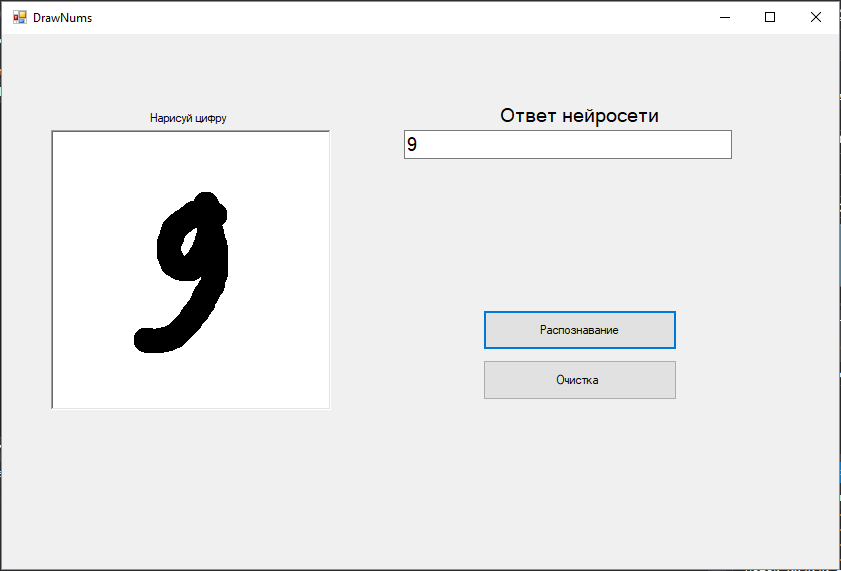 DrawNums
Нарисуй цифру
Ответ нейросети
9
9
Распознавание
Очистка